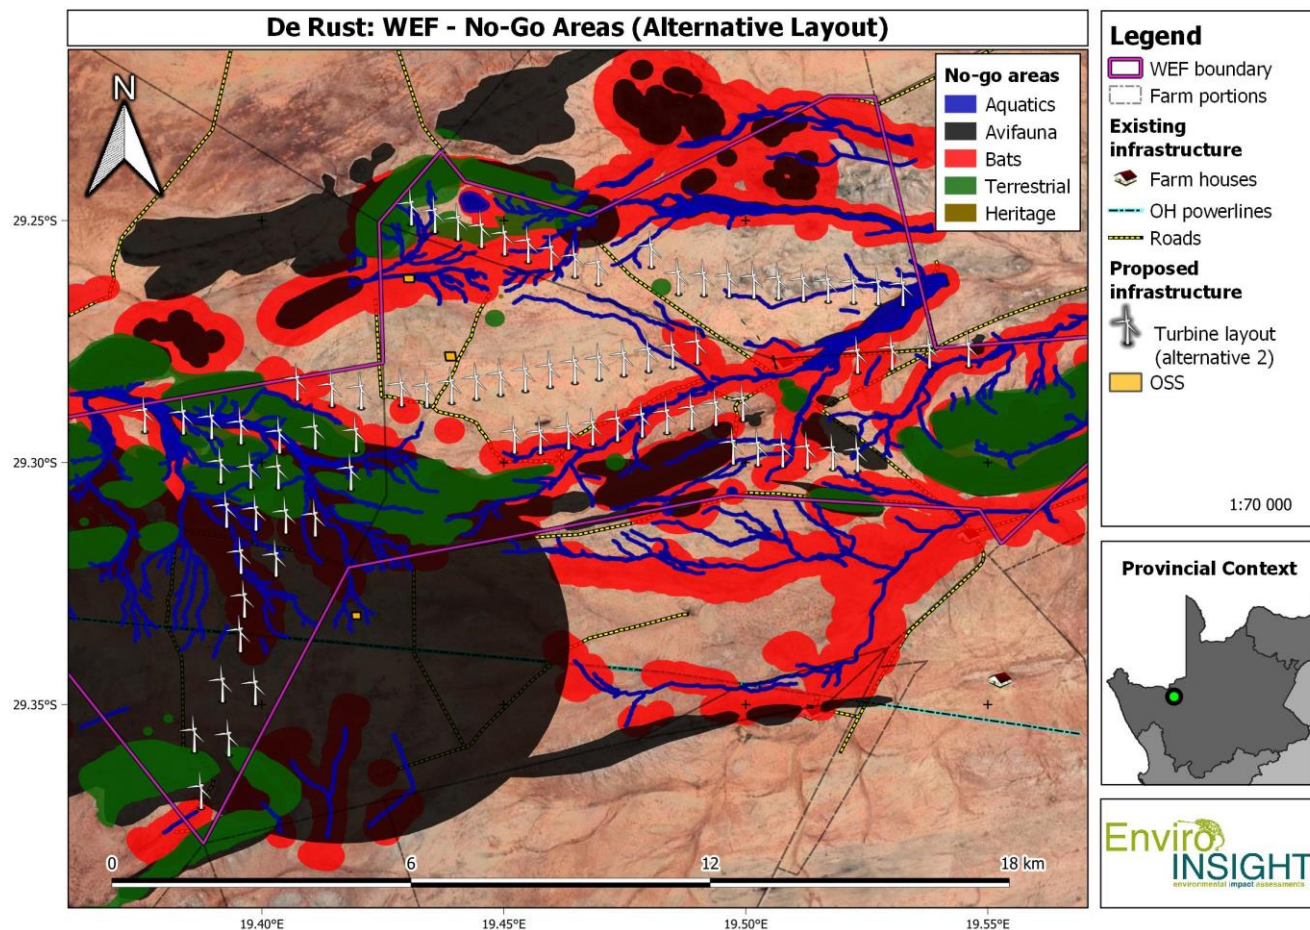 De Rust: WEF - No-Go Areas (Alternative Layout)
N
No-go areas
Aquatics
Avifauna
Bats
Terrestrial
Heritage
29.25°S
29.30°S
29.35°S
0
6
12
18 km
19.40°E
19.45°E
19.50°E
19.55°E
Legend
WEF boundary
Farm portions
Existing
infrastructure
Farm houses
OH powerlines
Roads
Proposed
infrastructure
Turbine layout
(alternative 2)
OSS
1:70 000
Provincial Context
Enviro
INSIGHT
environmental impact assessments